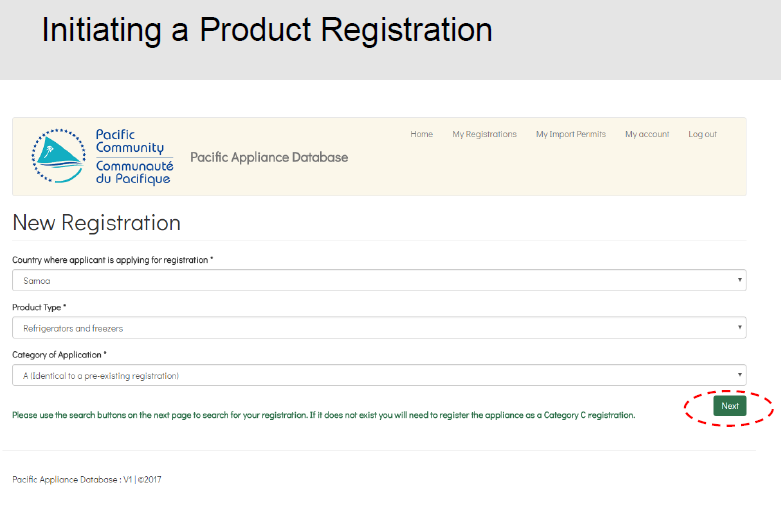 Initiating a Product Registration
Pacific
Community
Communauté
du Pacifique
Pacific Appliance Database
Home My Registrations My Import Permits My account Log out
New Registration
Country where applicant is applying for registration *
Samoa
Product Type *
Refrigerators and freezers
Category of Application *
A (Identical to a pre-existing registration)
Next
Please use the search buttons on the next page to search for your registration. If it does not exist you will need to register the appliance as a Category C registration.
Pacific Appliance Database : V1 | ©2017